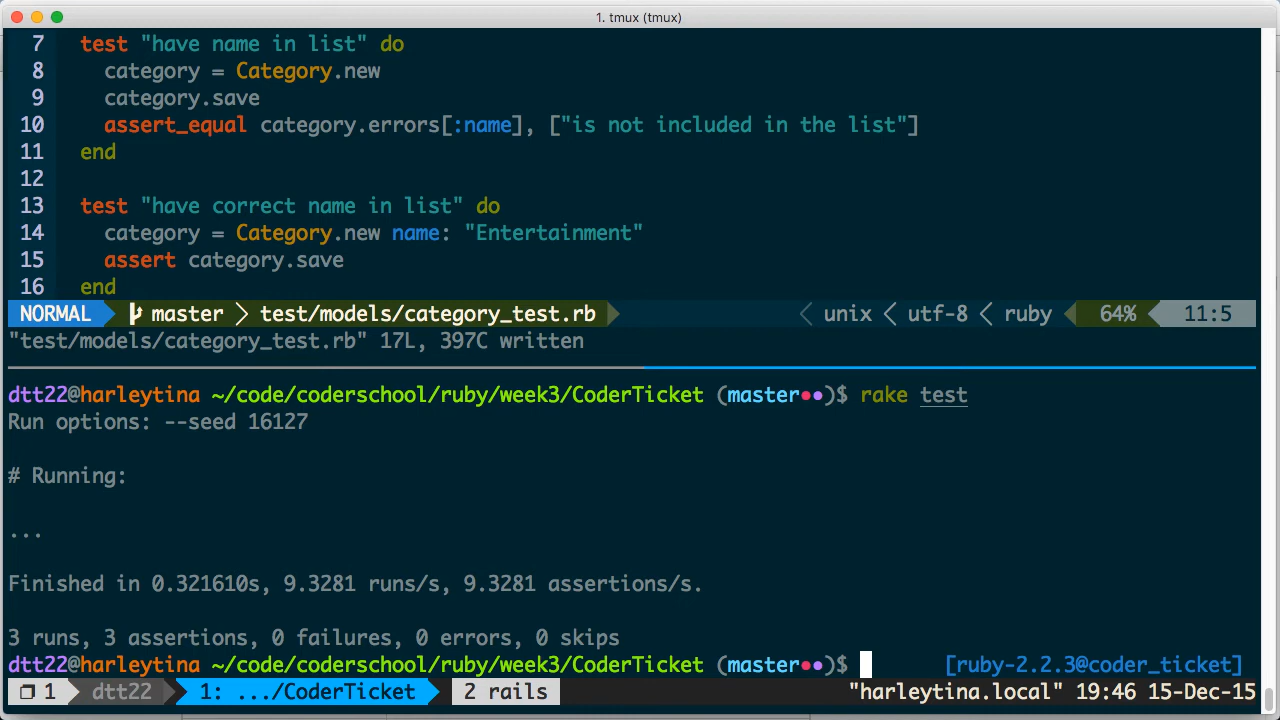 1. tmux (tmux)
7 test "have name in list" do
8 category = Category.new
9 category.save
10 assert_equal category.errors[:name], ["is not included in the list"]
11 end
12
13 test "have correct name in list" do
14 category = Category.new name: "Entertainment"
15 assert category.save
16 end
NORMAL master test/models/category_test.rb unix utf-8 ruby 64% 11:5
"test/models/category_test.rb" 17L, 397C written
dtt22@harleytina ~/code/coderschool/ruby/week3/CoderTicket (master••)$ rake test
Run options: --seed 16127
# Running:
...
Finished in 0.321610s, 9.3281 runs/s, 9.3281 assertions/s.
3 runs, 3 assertions, 0 failures, 0 errors, 0 skips
dtt22@harleytina ~/code/coderschool/ruby/week3/CoderTicket (master••)$ [ruby-2.2.3@coder_ticket]
❐ 1 dtt22 1: .../CoderTicket 2 rails "harleytina.local" 19:46 15-Dec-15